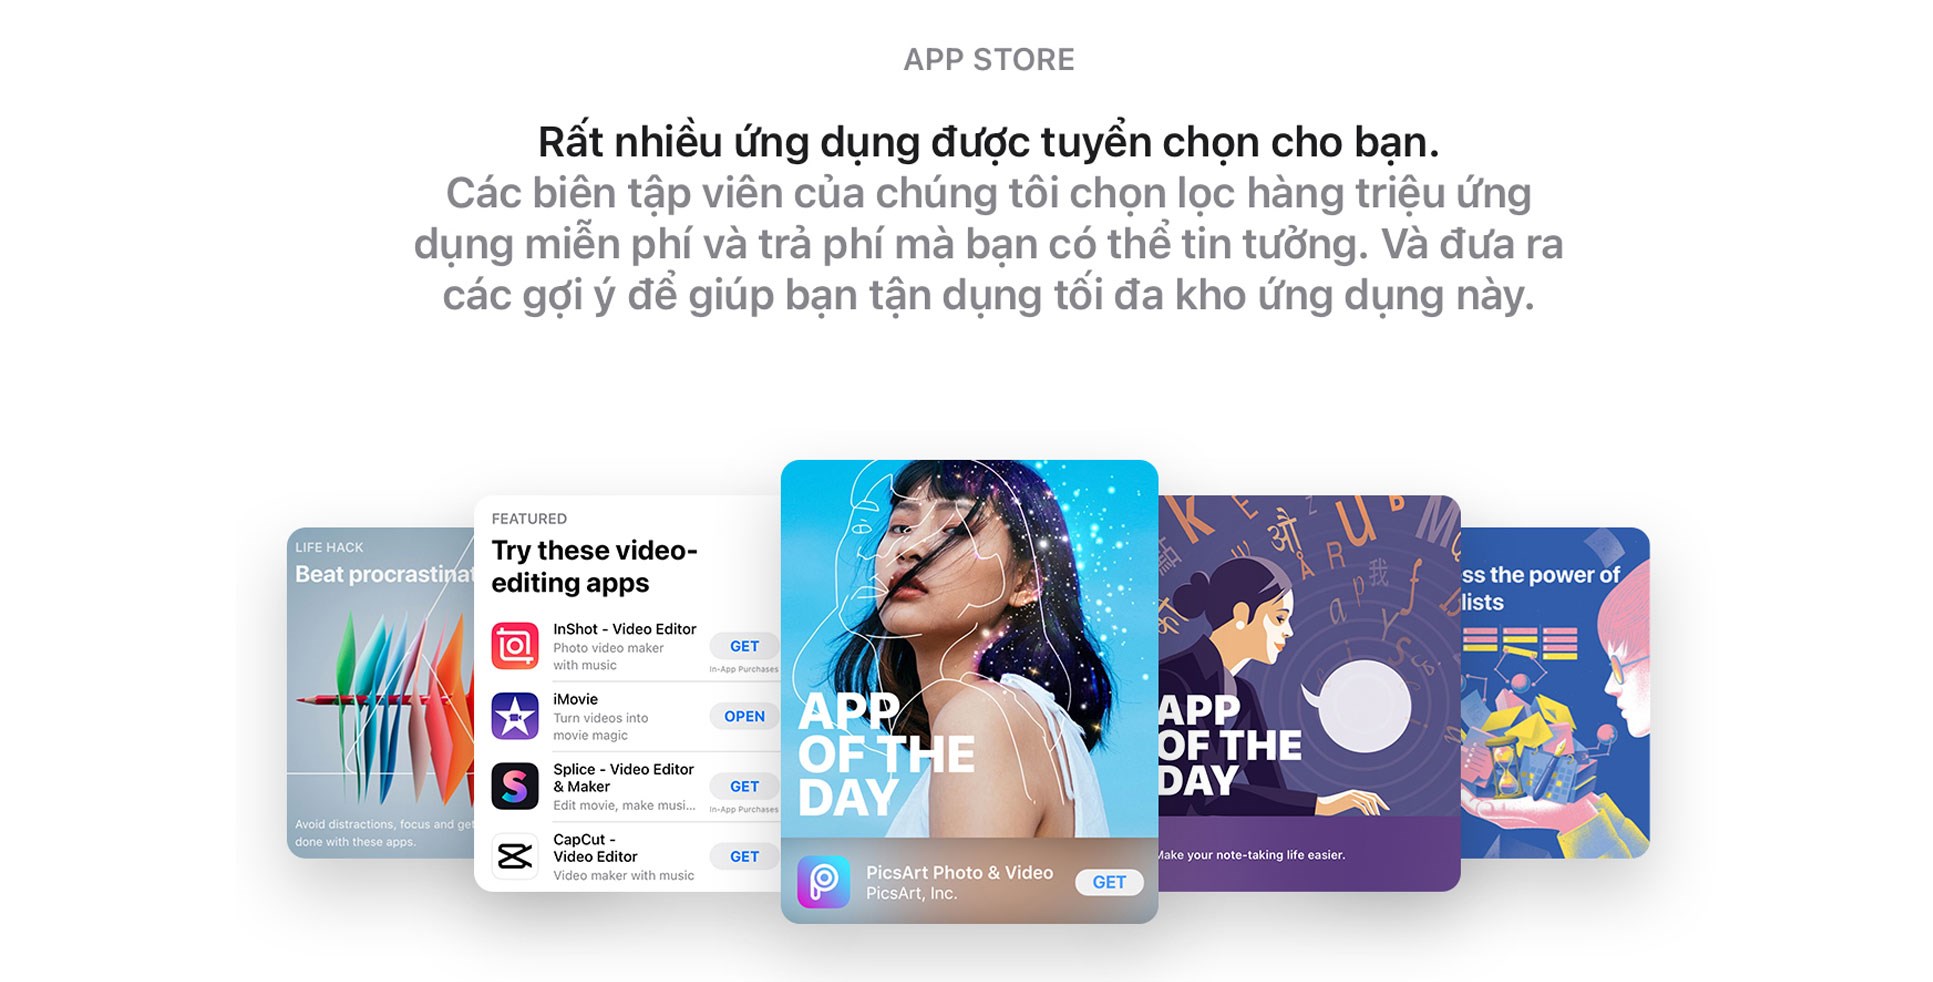 APP STORE
Rất nhiều ứng dụng được tuyển chọn cho bạn.
Các biên tập viên của chúng tôi chọn lọc hàng triệu ứng
dụng miễn phí và trả phí mà bạn có thể tin tưởng. Và đưa ra
các gợi ý để giúp bạn tận dụng tối đa kho ứng dụng này.
LIFE HACK
Beat procrastinat
Avoid distractions, focus and get
done with these apps.
FEATURED
Try these video-
editing apps
InShot - Video Editor
Photo video maker
with music
GET
In-App Purchases
iMovie
Turn videos into
movie magic
OPEN
Splice - Video Editor
& Maker
Edit movie, make musi...
GET
In-App Purchases
CapCut -
Video Editor
Video maker with music
GET
APP
OF THE
DAY
PicsArt Photo & Video
PicsArt, Inc.
GET
APP
OF THE
DAY
Make your note-taking life easier.
ss the power of
lists